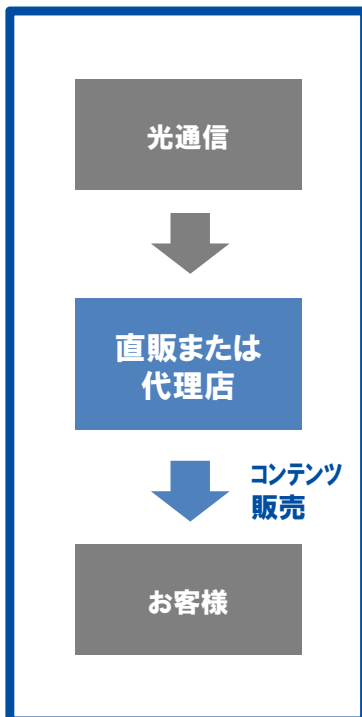 光通信
直販または
代理店
コンテンツ
販売
お客様